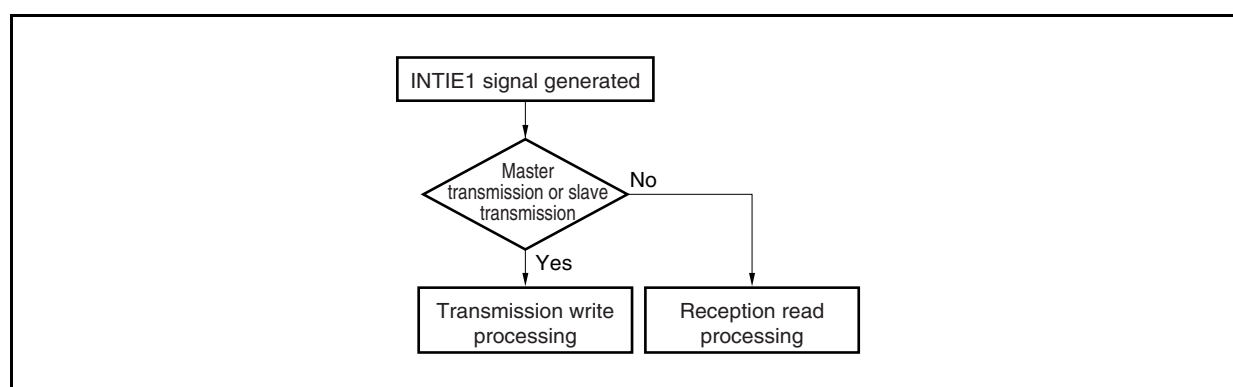 INTIE1 signal generated
Master
transmission or slave
transmission
No
Yes
Transmission write
processing
Reception read
processing